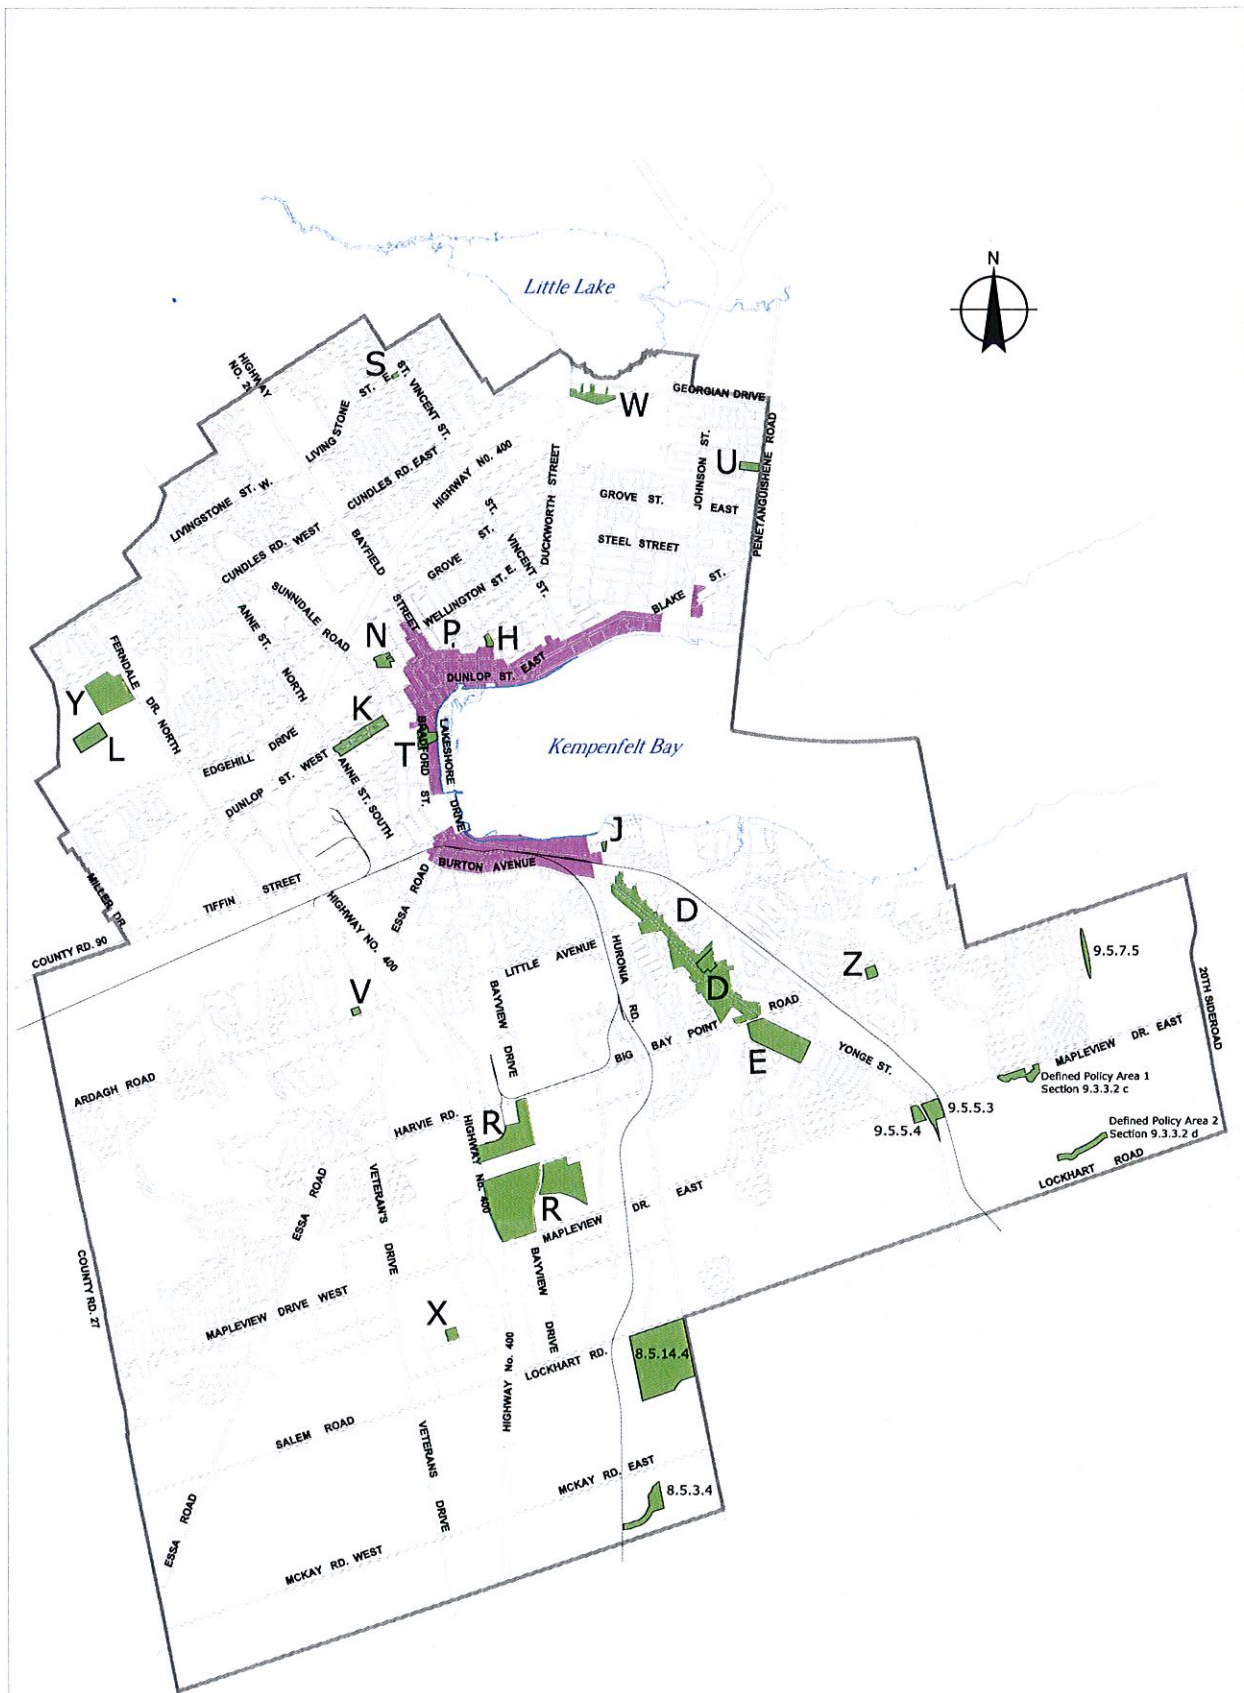 N
Little Lake
HIGHWAY
NO. 26
S
ST. VINCENT ST.
LIVINGSTONE ST. E.
W
GEORGIAN DRIVE
PENETANGUISHENE ROAD
JOHNSON ST.
U
HIGHWAY NO. 400
CUNDLES RD. EAST
DUCKWORTH STREET
LIVINGSTONE ST. W.
GROVE ST.
EAST
STEEL STREET
CUNDLES RD. WEST
BAYFIELD
STREET
GROVE ST.
ST. VINCENT ST.
WELLINGTON ST. E.
BLAKE ST.
SUNNDALE ROAD
ANNE ST.
NORTH
FERNDALE DR. NORTH
N
P
H
DUNLOP ST. EAST
Y
L
K
T
BRADFORD ST.
LAKESHORE DRIVE
Kempenfelt Bay
EDGEHILL DRIVE
DUNLOP ST. WEST
ANNE ST. SOUTH
J
BURTON AVENUE
MILLER DR.
TIFFIN STREET
ESSA ROAD
HIGHWAY NO. 400
COUNTY RD. 90
D
LITTLE AVENUE
HURONIA RD.
BAYVIEW DRIVE
Z
9.5.7.5
20TH SIDEROAD
V
D
BIG BAY POINT ROAD
E
YONGE ST.
MAPLEVIEW DR. EAST
Defined Policy Area 1
Section 9.3.3.2 c
ARDAGH ROAD
9.5.5.3
9.5.5.4
Defined Policy Area 2
Section 9.3.3.2 d
LOCKHART ROAD
HARVIE RD.
R
HIGHWAY No. 400
ESSA ROAD
VETERAN'S DRIVE
R
MAPLEVIEW DR. EAST
COUNTY RD. 27
MAPLEVIEW DRIVE WEST
BAYVIEW DRIVE
X
HIGHWAY No. 400
LOCKHART RD.
8.5.14.4
SALEM ROAD
VETERANS DRIVE
MCKAY RD. EAST
8.5.3.4
ESSA ROAD
MCKAY RD. WEST